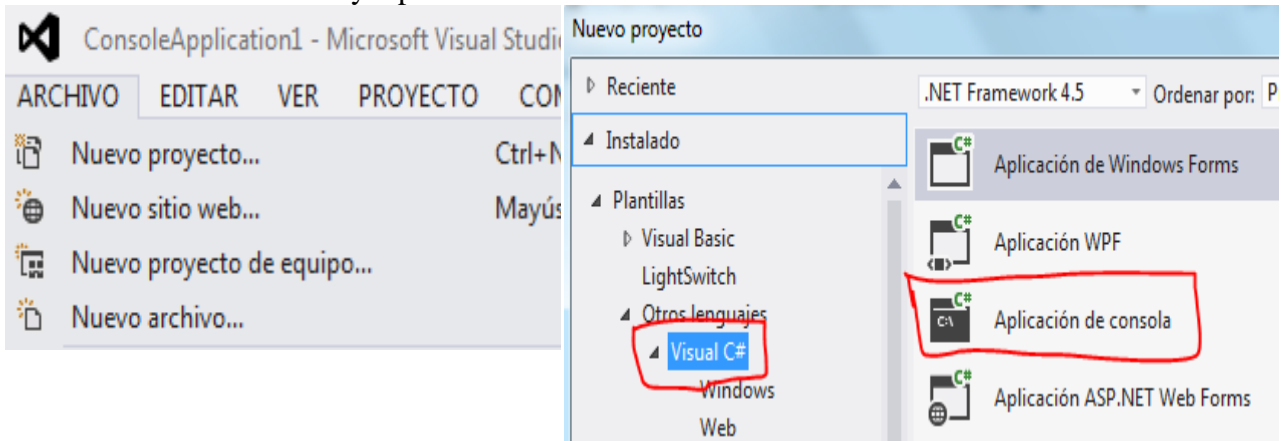 ConsoleApplication1 - Microsoft Visual Studi
ARCHIVO EDITAR VER PROYECTO
Nuevo proyecto... Ctrl+N
Nuevo sitio web... Mayús
Nuevo proyecto de equipo...
Nuevo archivo...
Nuevo proyecto
Reciente
Instalado
Plantillas
Visual Basic
LightSwitch
Otros lenguajes
Visual C#
Windows
Web
.NET Framework 4.5 Ordenar por: P
C# Aplicación de Windows Forms
C# Aplicación WPF
C# C:\ Aplicación de consola
C# Aplicación ASP.NET Web Forms